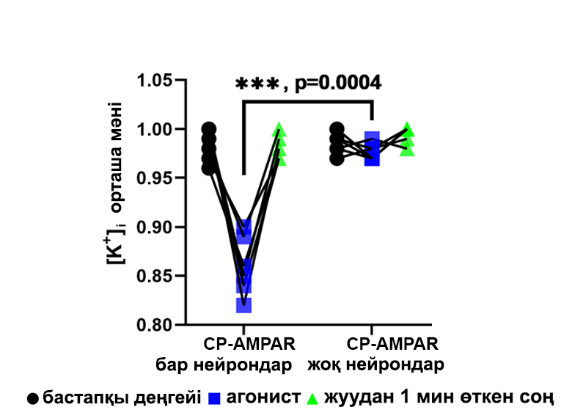 1.05
∗∗∗, p=0.0004
1.00
0.95
0.90
0.85
0.80
[K⁺]ᵢ орташа мәні
CP-AMPAR CP-AMPAR
бар нейрондар жоқ нейрондар
бастапқы деңгейі агонист жуудан 1 мин өткен соң